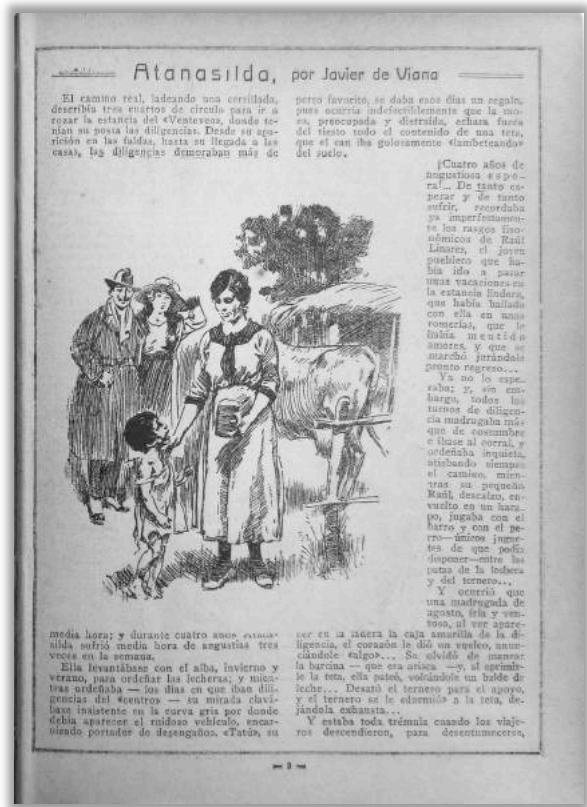 Atanasilda, por Javier de Viana
El camino real, ladeando una cerrillada,
describía tres cuartos de círculo para ir a
rozar la estancia del «Venteveo», donde te-
nían su posta las diligencias. Desde su apa-
rición en las faldas, hasta su llegada a las
casas, las diligencias demoraban más de
media hora; y durante cuatro años Atana-
silda sufrió media hora de angustias tres
veces en la semana.
Ella levantábase con el alba, invierno y
verano, para ordeñar las lecheras; y mien-
tras ordeñaba — los días en que iban dili-
gencias del «centro» — su mirada clavá-
base insistente en la curva gris por donde
debía aparecer el ruidoso vehículo, encar-
niado portador de desengaños. «Tatú», su
perro favorito, se daba esos días un regalo,
pues ocurría indefectiblemente que la mo-
za, preocupada y distraída, echara fuera
del tiesto todo el contenido de una teta,
que el can iba golosamente «lambeteando»
del suelo.
¡Cuatro años de
angustiosa espe-
ra!... De tanto es-
perar y de tanto
sufrir, recordaba
ya imperfectamen-
te los rasgos fiso-
nómicos de Raúl
Linares, el joven
pueblero que ha-
bía ido a pasar
unas vacaciones en
la estancia lindera,
que había bailado
con ella en unas
romerías, que le
había mentido
amores, y que se
marchó jurándole
pronto regreso...
Ya no lo espe-
raba; y, sin em-
bargo, todos los
turnos de diligen-
cia madrugaba más
que de costumbre
e íbase al corral, y
ordeñaba inquieta,
atisbando siempre
el camino, mien-
tras su pequeño
Raúl, descalzo, en-
vuelto en un hara-
po, jugaba con el
barro y con el pe-
rro—únicos jugue-
tes de que podía
disponer—entre las
patas de la lechera
y del ternero...
Y ocurrió que
una madrugada de
agosto, fría y ven-
tosa, al ver apare-
cer en la ladera la caja amarilla de la di-
ligencia, el corazón le dió un vuelco, anun-
ciándole «algo»... Se olvidó de manear
la barcina — que era arisca —y, al oprimir-
le la teta, ella pateó, volcándole un balde de
leche... Desató el ternero para el apoyo,
y el ternero se le «durmió» a la teta, de-
jándola exhausta...
Y estaba toda trémula cuando los viaje-
ros descendieron, para desentumecerse,
3